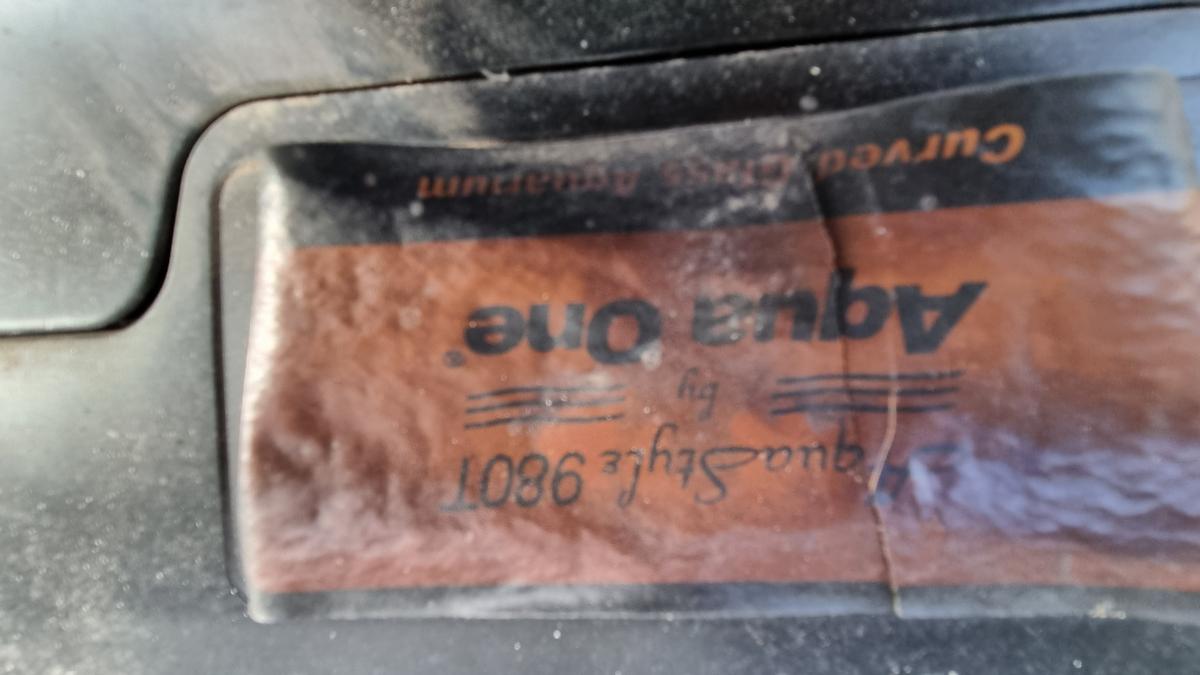 AquaStyle 980T
by
Aqua One®
Curved Glass Aquarium